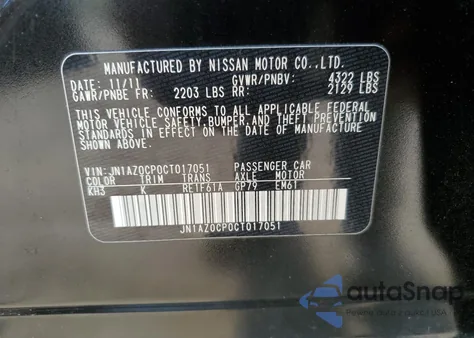 MANUFACTURED BY NISSAN MOTOR CO.,LTD.
DATE: 11/11 GVWR/PNBV: 4322 LBS
GAWR/PNBE FR: 2203 LBS RR: 2129 LBS
THIS VEHICLE CONFORMS TO ALL APPLICABLE FEDERAL
MOTOR VEHICLE SAFETY,BUMPER,AND THEFT PREVENTION
STANDARDS IN EFFECT ON THE DATE OF MANUFACTURE
SHOWN ABOVE.
VIN:JN1AZ0CP0CT017051 PASSENGER CAR
COLOR TRIM TRANS AXLE MOTOR
KH3 K RE1F61A GP79 EM61
JN1AZ0CP0CT017051
autoSnap